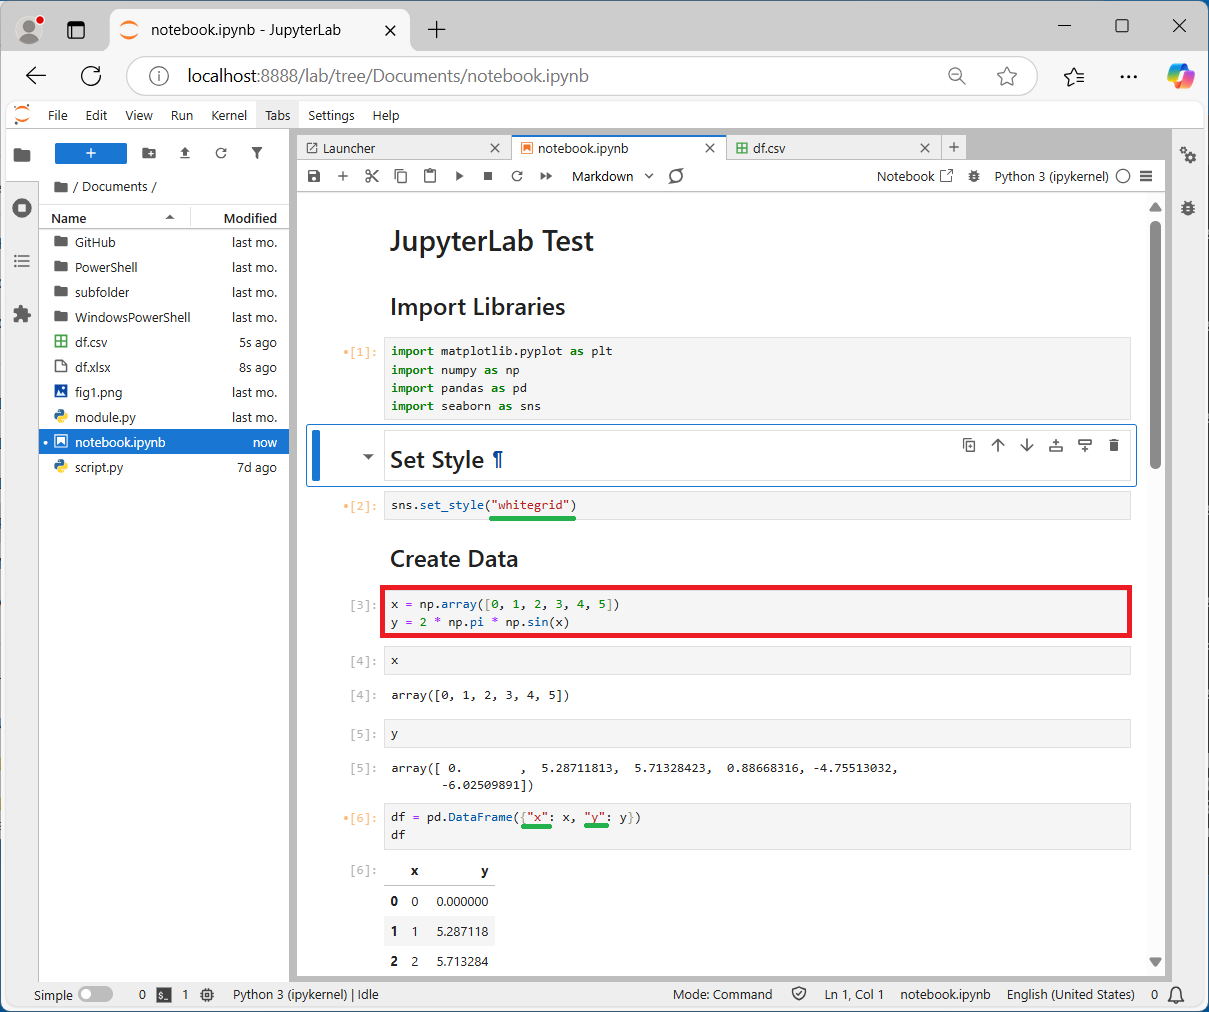 notebook.ipynb - JupyterLab
localhost:8888/lab/tree/Documents/notebook.ipynb
File Edit View Run Kernel Tabs Settings Help
/ Documents /
Name Modified
GitHub last mo.
PowerShell last mo.
subfolder last mo.
WindowsPowerShell last mo.
df.csv 5s ago
df.xlsx 8s ago
fig1.png last mo.
module.py last mo.
notebook.ipynb now
script.py 7d ago
Launcher notebook.ipynb df.csv
Markdown Notebook Python 3 (ipykernel)
JupyterLab Test
Import Libraries
[1]: import matplotlib.pyplot as plt
import numpy as np
import pandas as pd
import seaborn as sns
Set Style ¶
[2]: sns.set_style("whitegrid")
Create Data
[3]: x = np.array([0, 1, 2, 3, 4, 5])
y = 2 * np.pi * np.sin(x)
[4]: x
[4]: array([0, 1, 2, 3, 4, 5])
[5]: y
[5]: array([ 0.        ,  5.28711813,  5.71328423,  0.88668316, -4.75513032,
-6.02509891])
[6]: df = pd.DataFrame({"x": x, "y": y})
df
[6]: x y
0 0 0.000000
1 1 5.287118
2 2 5.713284
Simple 0 $_ 1 Python 3 (ipykernel) | Idle Mode: Command Ln 1, Col 1 notebook.ipynb English (United States) 0